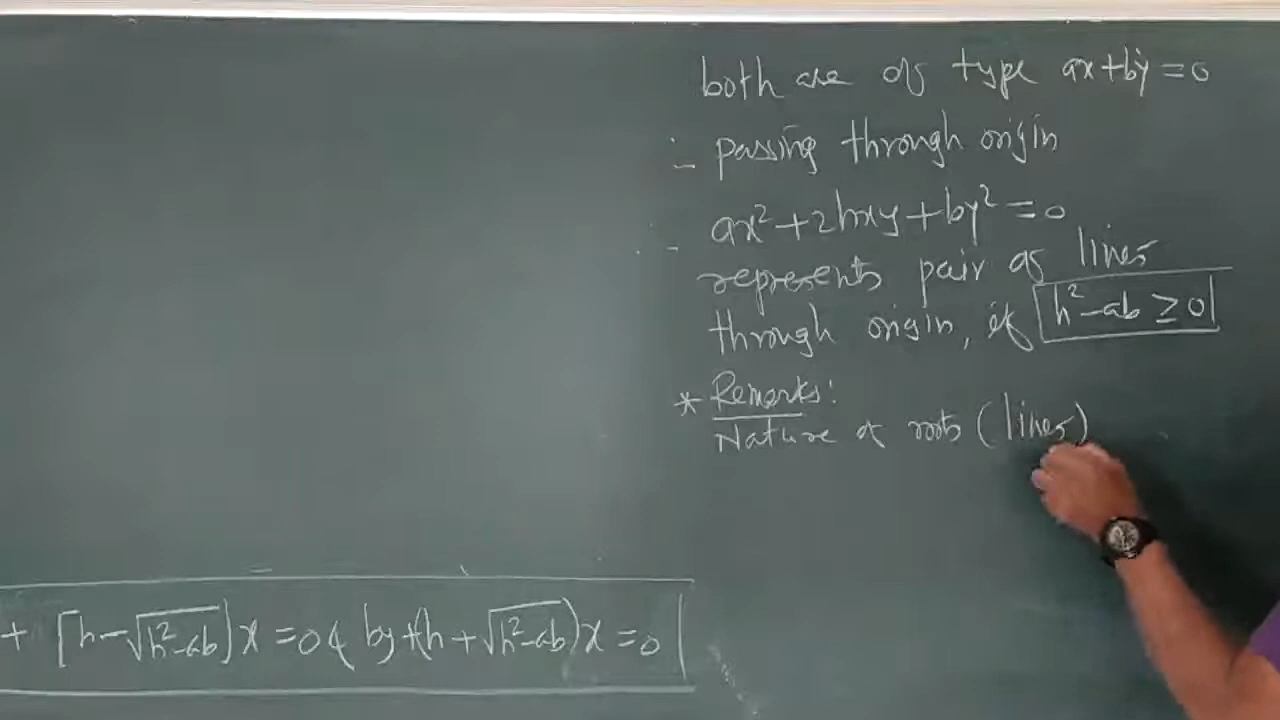 both are of type ax+by=0
∴ passing through origin
∴ ax²+2hxy+by²=0
represents pair of lines
through origin, if h²-ab≥0
* Remarks:
Nature of roots (lines)
+ [h-√h²-ab]x=0 & by+(h+√h²-ab)x=0